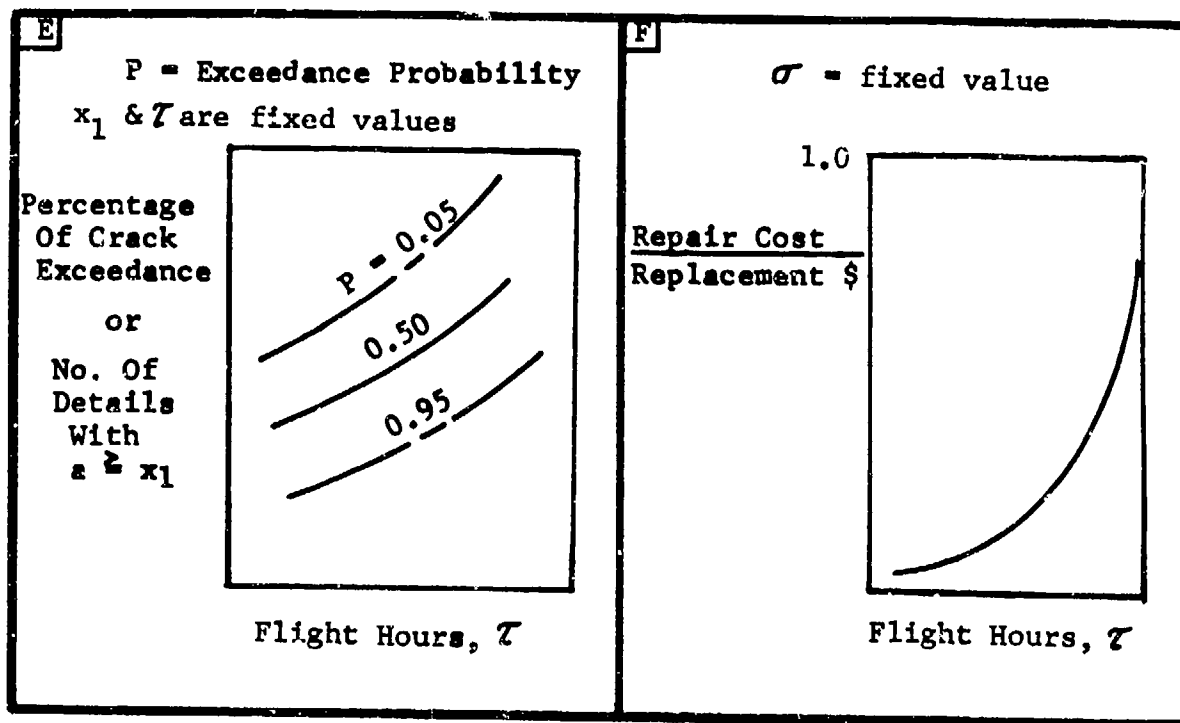 E
P = Exceedance Probability
x₁ & τ are fixed values
Percentage
Of Crack
Exceedance
or
No. Of
Details
With
a ≧ x₁
P = 0.05
0.50
0.95
Flight Hours, τ
F
σ = fixed value
1.0
Repair Cost
Replacement $
Flight Hours, τ